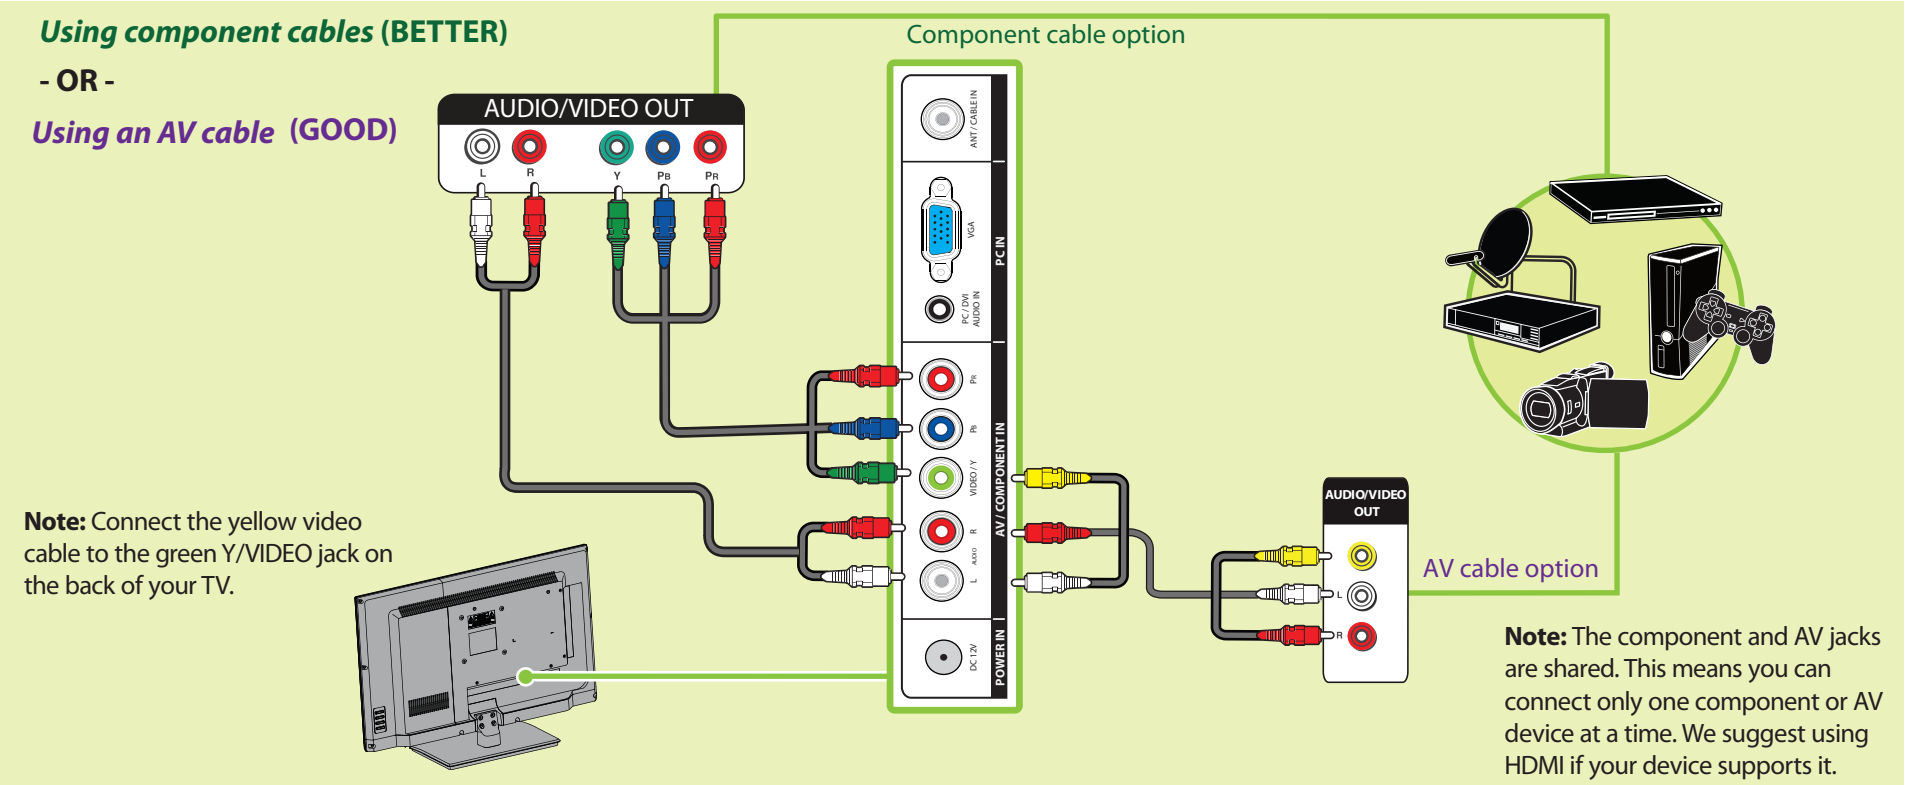 Using component cables (BETTER)
- OR -
Using an AV cable (GOOD)
Component cable option
AUDIO/VIDEO OUT
L
R
Y
PB
PR
ANT / CABLE IN
VGA
PC / DVI
AUDIO IN
PC IN
PR
PB
VIDEO / Y
R
AUDIO
L
AV / COMPONENT IN
DC 12V
POWER IN
Note: Connect the yellow video
cable to the green Y/VIDEO jack on
the back of your TV.
AUDIO/VIDEO
OUT
L
R
AV cable option
Note: The component and AV jacks
are shared. This means you can
connect only one component or AV
device at a time. We suggest using
HDMI if your device supports it.